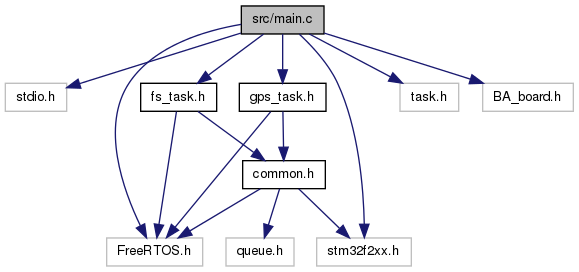 src/main.c
stdio.h
fs_task.h
gps_task.h
task.h
BA_board.h
common.h
FreeRTOS.h
queue.h
stm32f2xx.h